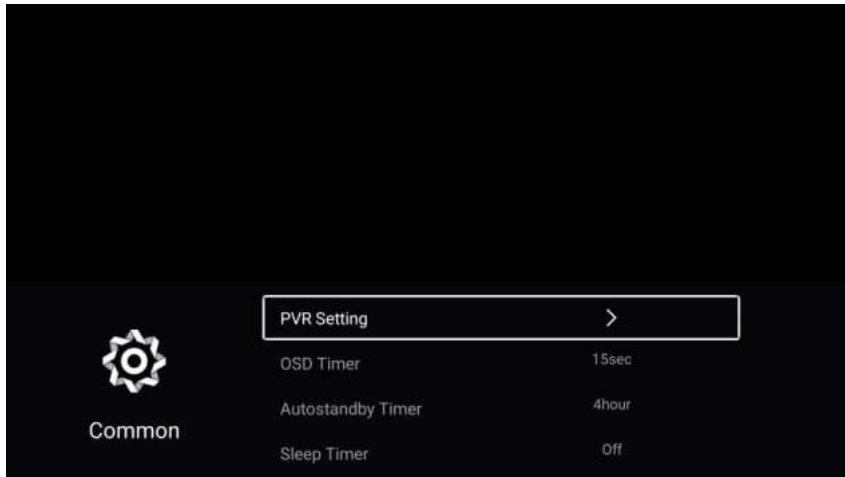 PVR Setting
OSD Timer 15sec
Autostandby Timer 4hour
Common
Sleep Timer Off